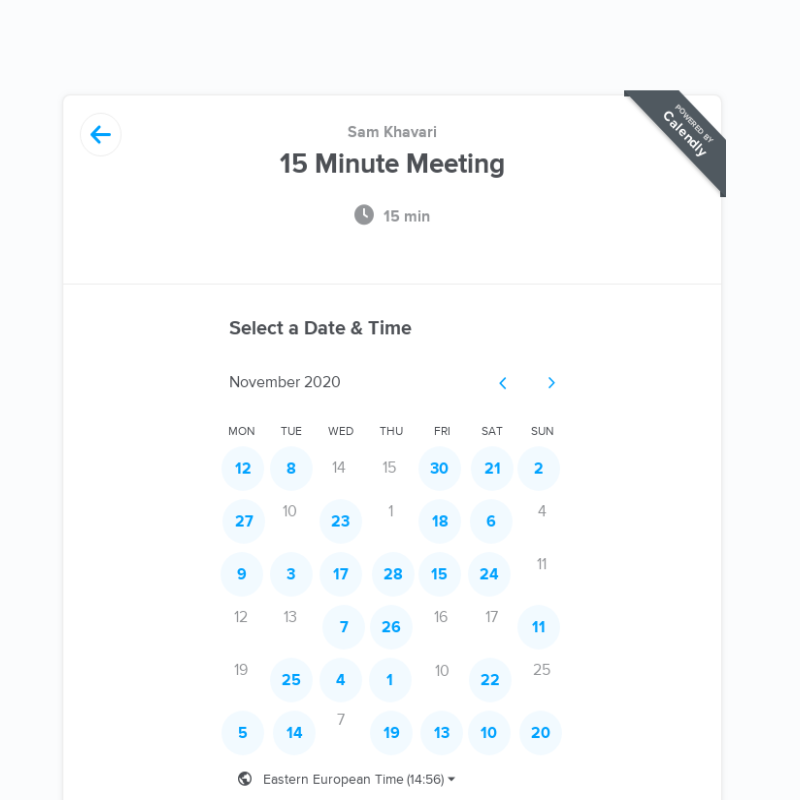 POWERED BY
Calendly
Sam Khavari
15 Minute Meeting
15 min
Select a Date & Time
November 2020
MON TUE WED THU FRI SAT SUN
12 8 14 15 30 21 2
27 10 23 1 18 6 4
9 3 17 28 15 24 11
12 13 7 26 16 17 11
19 25 4 1 10 22 25
5 14 7 19 13 10 20
Eastern European Time (14:56)